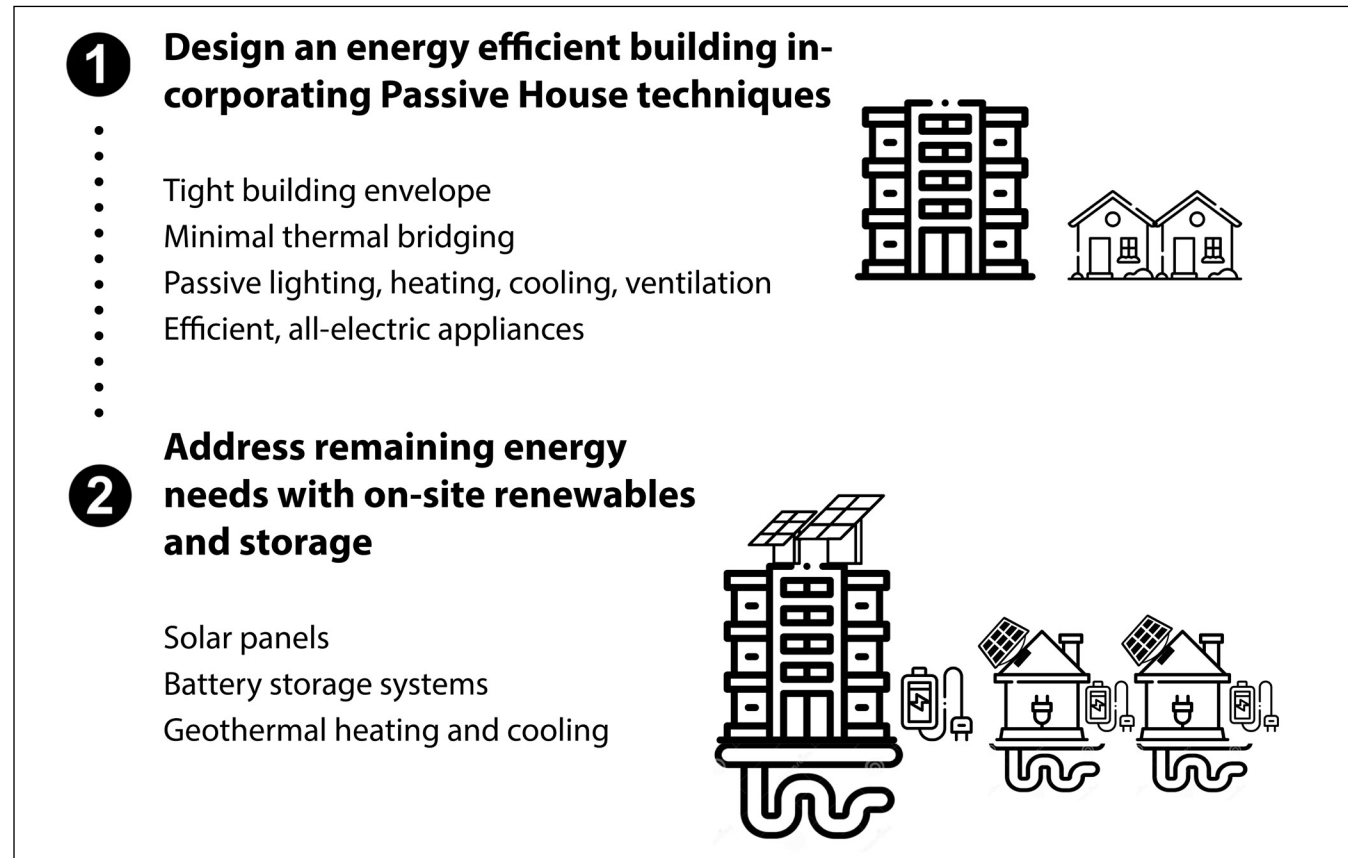 1
Design an energy efficient building in-
corporating Passive House techniques
Tight building envelope
Minimal thermal bridging
Passive lighting, heating, cooling, ventilation
Efficient, all-electric appliances
2
Address remaining energy
needs with on-site renewables
and storage
Solar panels
Battery storage systems
Geothermal heating and cooling